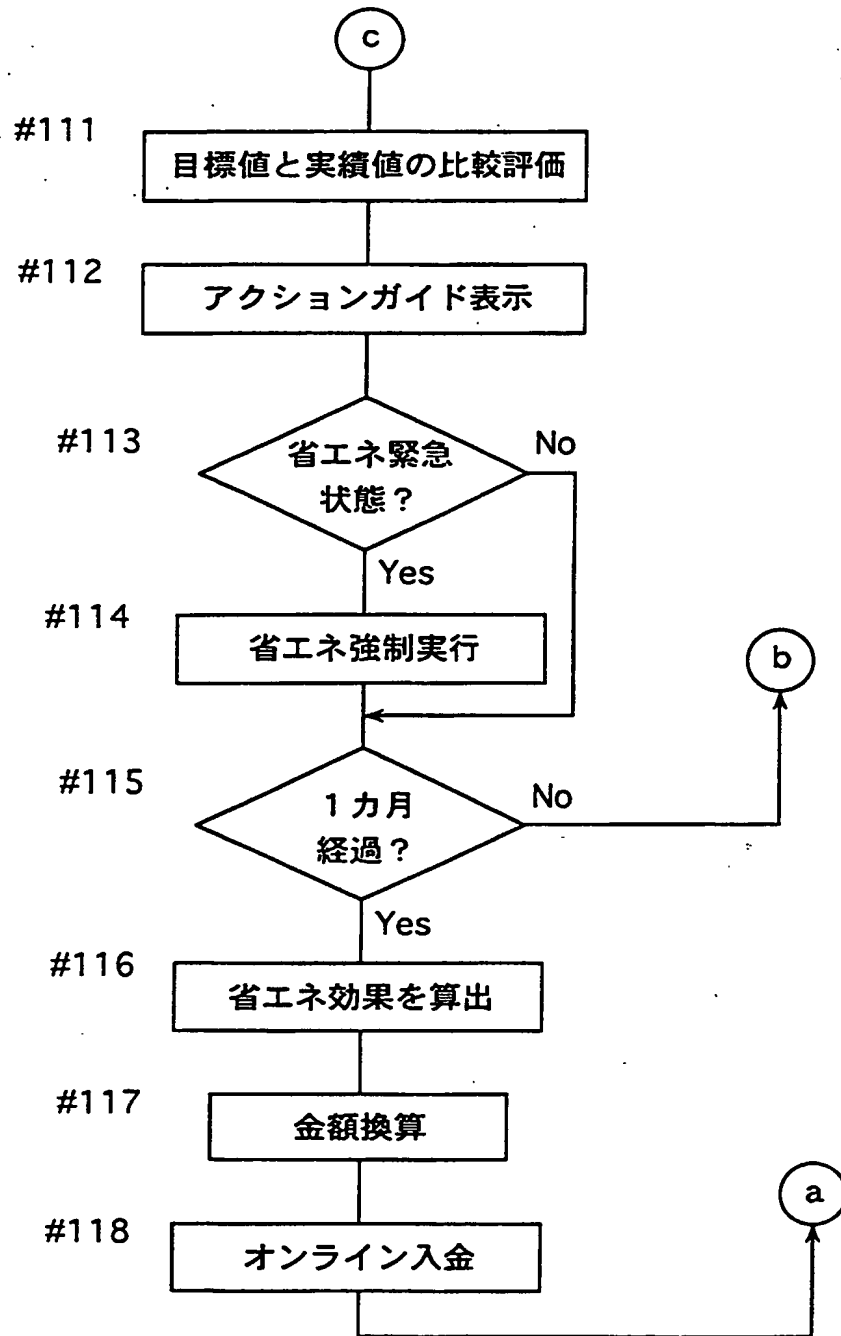 c
#111
目標値と実績値の比較評価
#112
アクションガイド表示
#113
省エネ緊急
状態？
No
Yes
#114
省エネ強制実行
b
#115
1カ月
経過？
No
Yes
#116
省エネ効果を算出
#117
金額換算
a
#118
オンライン入金